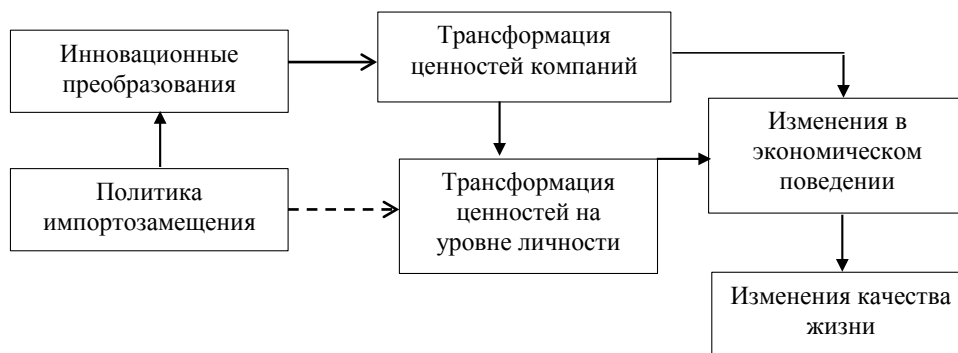 Инновационные
преобразования
Трансформация
ценностей компаний
Политика
импортозамещения
Трансформация
ценностей на
уровне личности
Изменения в
экономическом
поведении
Изменения качества
жизни